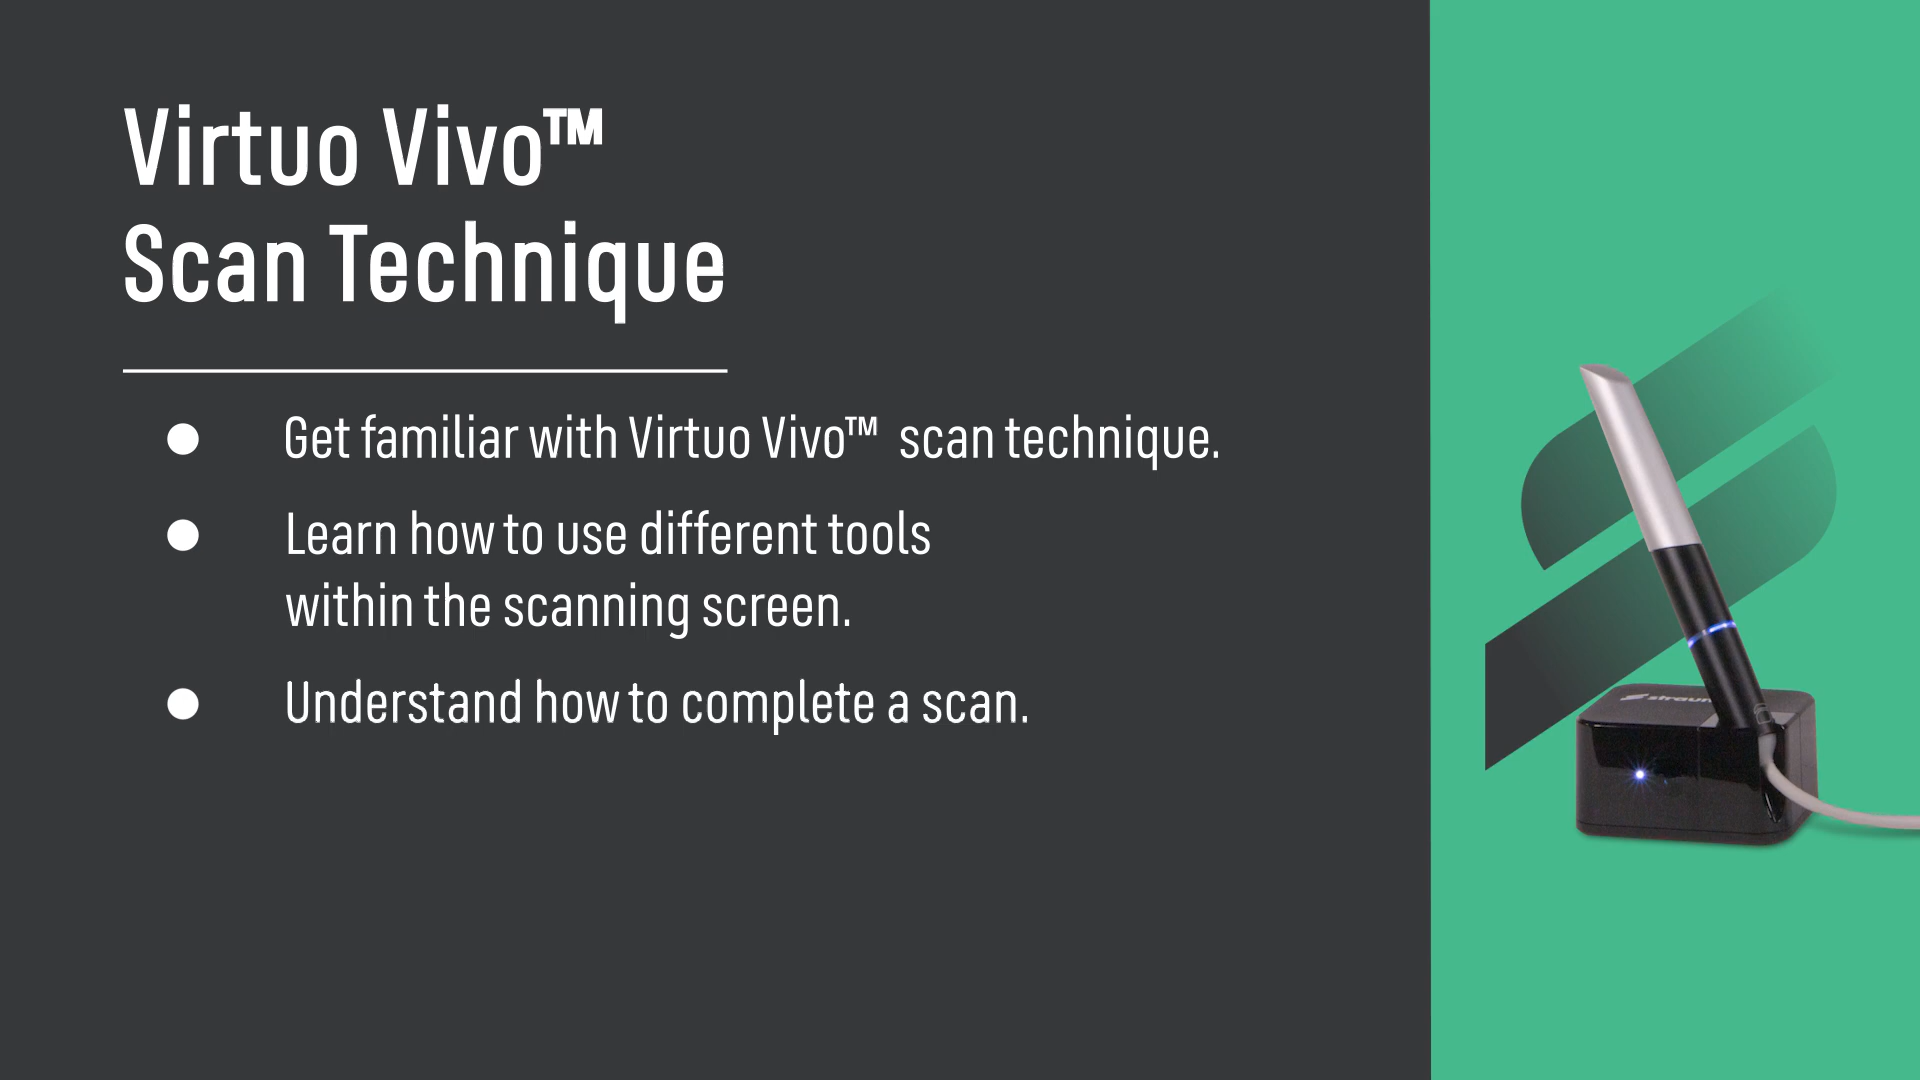 Virtuo Vivo™
Scan Technique
● Get familiar with Virtuo Vivo™ scan technique.
● Learn how to use different tools
within the scanning screen.
● Understand how to complete a scan.